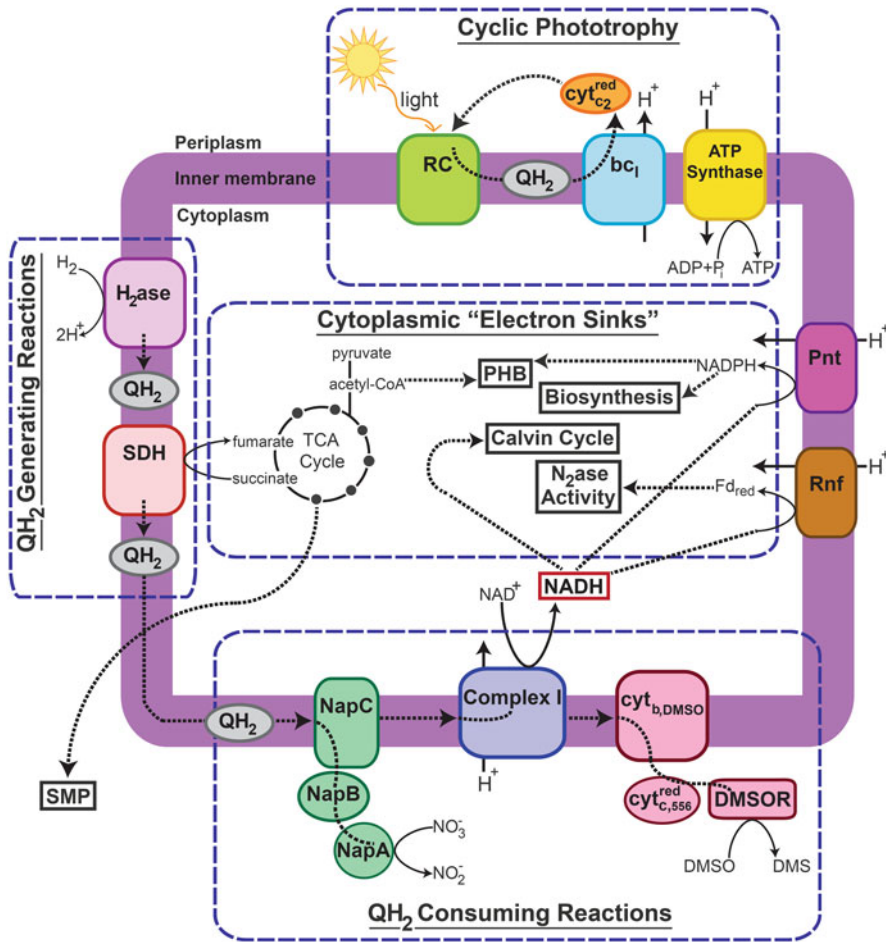 Cyclic Phototrophy
light
cyt red c2
H+
H+
Periplasm
Inner membrane
Cytoplasm
RC
QH2
bcI
ATP
Synthase
ADP+Pi
ATP
QH2 Generating Reactions
H2
H2ase
2H+
QH2
SDH
QH2
Cytoplasmic “Electron Sinks”
pyruvate
acetyl-CoA
PHB
NADPH
Biosynthesis
fumarate
TCA
Cycle
succinate
Calvin Cycle
N2ase
Activity
Fdred
Pnt
H+
Rnf
H+
NAD+
NADH
SMP
QH2
NapC
NapB
NapA
NO3-
NO2-
Complex I
H+
cytb,DMSO
cyt red c,556
DMSOR
DMSO
DMS
QH2 Consuming Reactions